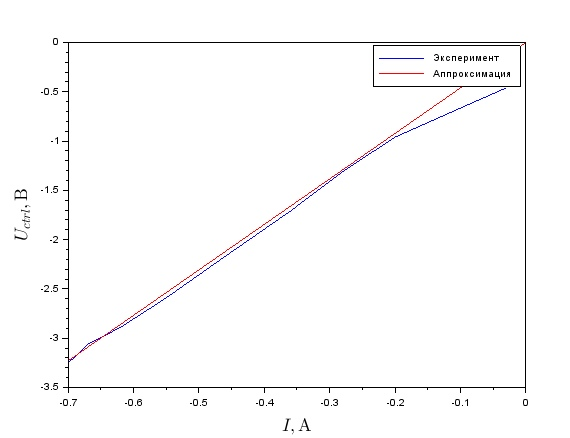 0
-0.5
-1
-1.5
-2
-2.5
-3
-3.5
-0.7 -0.6 -0.5 -0.4 -0.3 -0.2 -0.1 0
Эксперимент
Аппроксимация
U_ctrl, В
I, А